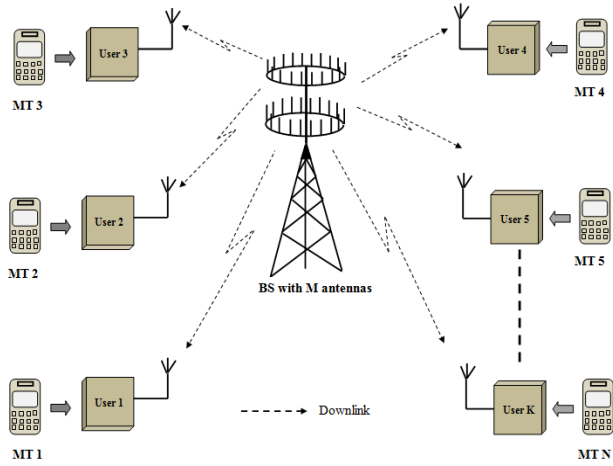 User 3
MT 3
User 4
MT 4
User 2
MT 2
User 5
MT 5
BS with M antennas
User 1
MT 1
Downlink
User K
MT N